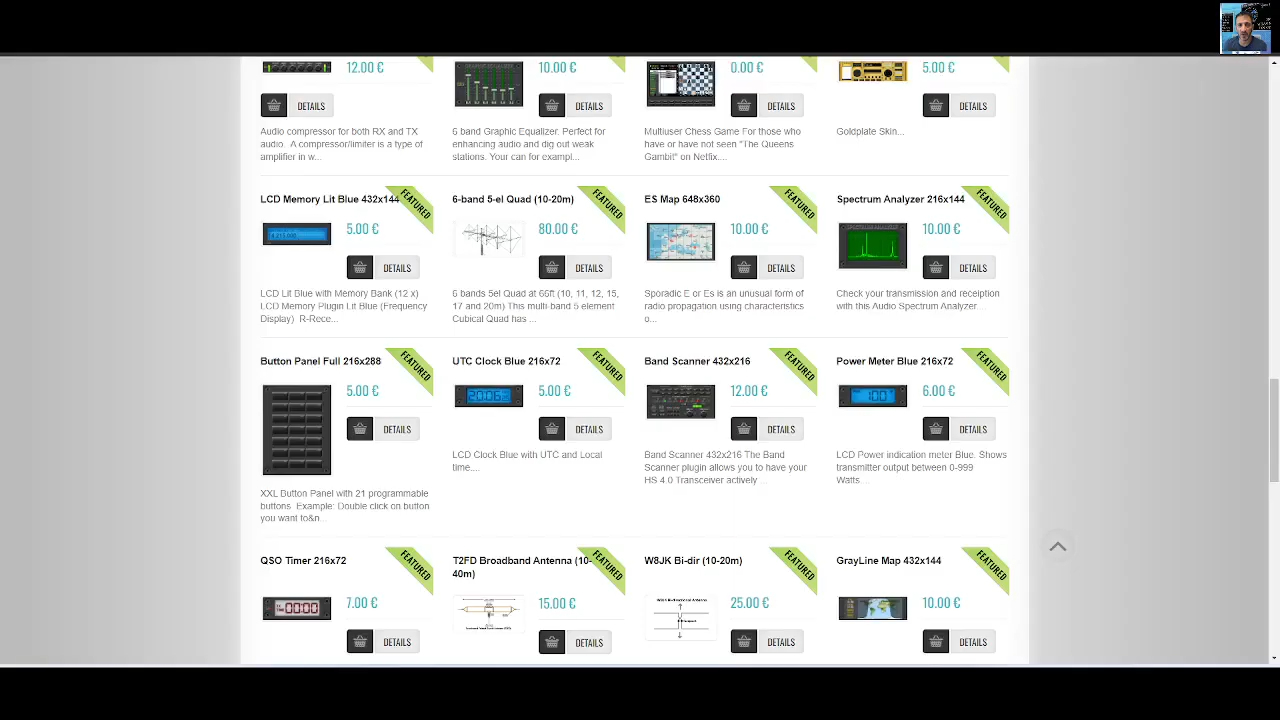 12.00 €
10.00 €
0.00 €
5.00 €
DETAILS
DETAILS
DETAILS
DETAILS
Audio compressor for both RX and TX
audio. A compressor/limiter is a type of
amplifier in w...
6 band Graphic Equalizer. Perfect for
enhancing audio and dig out weak
stations. Your can for exampl...
Multiuser Chess Game For those who
have or have not seen "The Queens
Gambit" on Netfix....
Goldplate Skin...
LCD Memory Lit Blue 432x144
FEATURED
5.00 €
DETAILS
LCD Lit Blue with Memory Bank (12 x)
LCD Memory Plugin Lit Blue (Frequency
Display) R-Rece...
6-band 5-el Quad (10-20m)
FEATURED
80.00 €
DETAILS
6 bands 5el Quad at 66ft (10, 11, 12, 15,
17 and 20m) This multi-band 5 element
Cubical Quad has ...
ES Map 648x360
FEATURED
10.00 €
DETAILS
Sporadic E or Es is an unusual form of
radio propagation using characteristics
o...
Spectrum Analyzer 216x144
FEATURED
10.00 €
DETAILS
Check your transmission and receiption
with this Audio Spectrum Analyzer
Button Panel Full 216x288
FEATURED
5.00 €
DETAILS
XXL Button Panel with 21 programmable
buttons Example: Double click on button
you want to&n...
UTC Clock Blue 216x72
FEATURED
5.00 €
DETAILS
LCD Clock Blue with UTC and Local
time....
Band Scanner 432x216
FEATURED
12.00 €
DETAILS
Band Scanner 432x216 The Band
Scanner plugin allows you to have your
HS 4.0 Transceiver actively ...
Power Meter Blue 216x72
FEATURED
6.00 €
DETAILS
LCD Power indication meter Blue, Shows
transmitter output between 0-999
Watts....
QSO Timer 216x72
FEATURED
00:00
7.00 €
DETAILS
T2FD Broadband Antenna (10-
40m)
FEATURED
15.00 €
DETAILS
W8JK Bi-dir (10-20m)
FEATURED
25.00 €
DETAILS
GrayLine Map 432x144
FEATURED
10.00 €
DETAILS